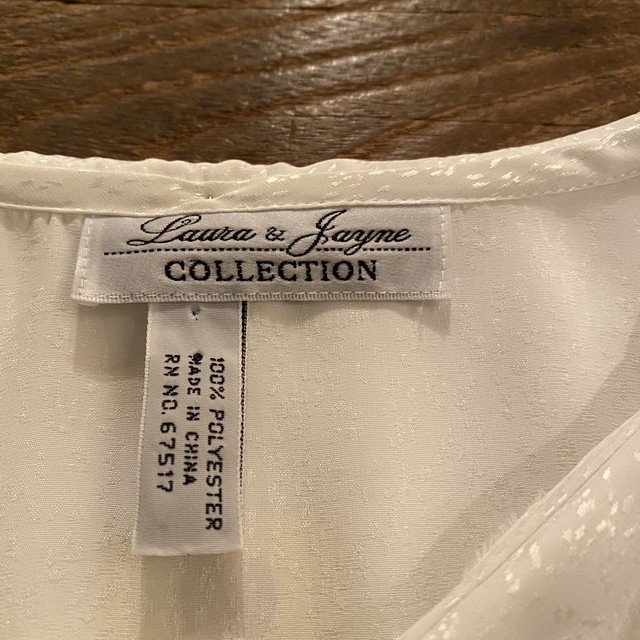 Laura & Jayne
COLLECTION
100% POLYESTER
MADE IN CHINA
RN NO. 67517